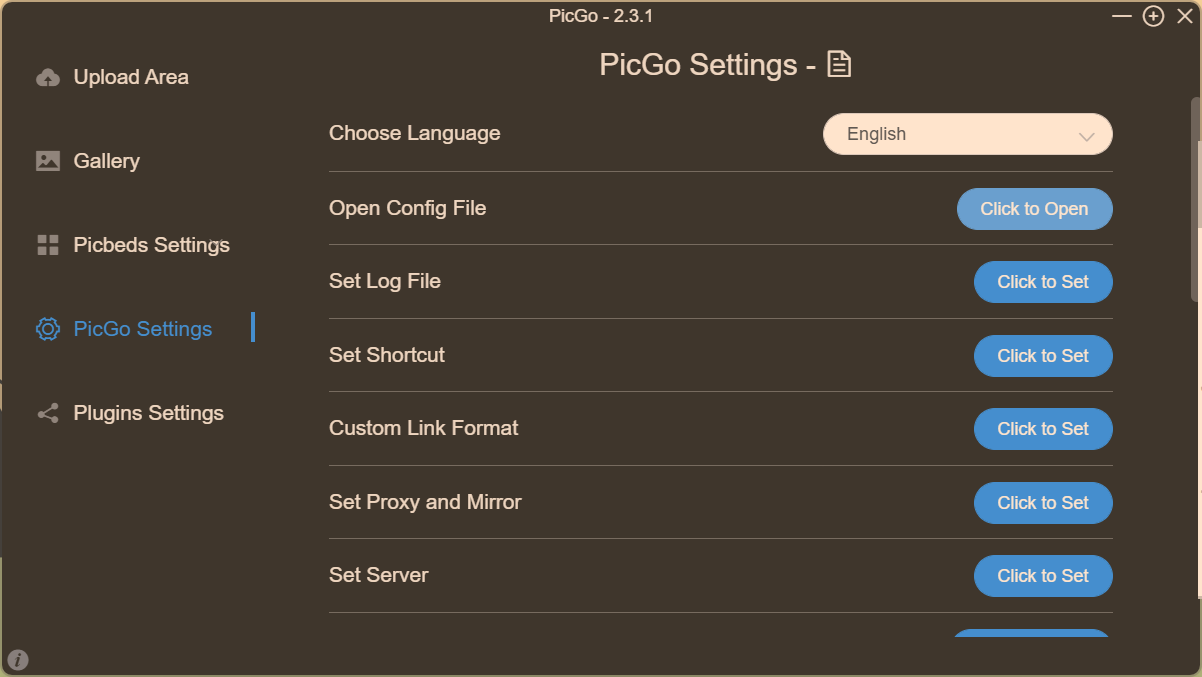 PicGo - 2.3.1
Upload Area
Gallery
Picbeds Settings
PicGo Settings
Plugins Settings
PicGo Settings -
Choose Language
English
Open Config File
Click to Open
Set Log File
Click to Set
Set Shortcut
Click to Set
Custom Link Format
Click to Set
Set Proxy and Mirror
Click to Set
Set Server
Click to Set